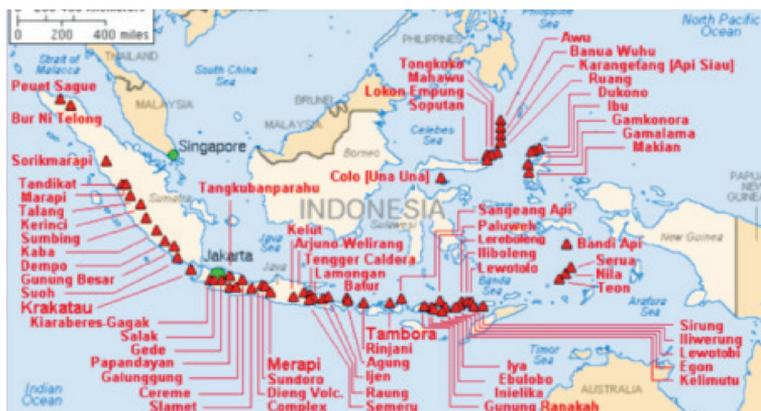 400 miles
North Pacific
Ocean
Philippine
Sea
PHILIPPINES
THAILAND
Strait of
Malacca
South China
Sea
MALAYSIA
BRUNEI
MALAYSIA
Celebes
Sea
Borneo
Singapore
Sumatra
INDONESIA
Sulawesi
Java
Sea
Jakarta
Java
Banda
Sea
New Guinea
PAPUA
NEW
GUINEA
Arafura
Sea
Timor
Sea
Indian
Ocean
AUSTRALIA
Peuet Sague
Bur Ni Telong
Sorikmarapi
Tandikat
Marapi
Talang
Kerinci
Sumbing
Kaba
Dempo
Gunung Besar
Suoh
Krakatau
Kiaraberes-Gagak
Salak
Gede
Papandayan
Galunggung
Cereme
Slamet
Tangkubanparahu
Merapi
Sundoro
Dieng Volc.
Complex
Kelut
Arjuno Welirang
Tengger Caldera
Lamongan
Batur
Tambora
Rinjani
Agung
Ijen
Raung
Semeru
Tongkoko
Mahawu
Lokon Empung
Soputan
Colo [Una Una]
Awu
Banua Wuhu
Karangetang [Api Siau]
Ruang
Dukono
Ibu
Gamkonora
Gamalama
Makian
Sangeang Api
Paluweh
Lereboleng
Iliboleng
Lewotolo
Bandi Api
Serua
Nila
Teon
Sirung
Iliwerung
Lewotobi
Egon
Kelimutu
Iya
Ebulobo
Inielika
Gunung Ranakah